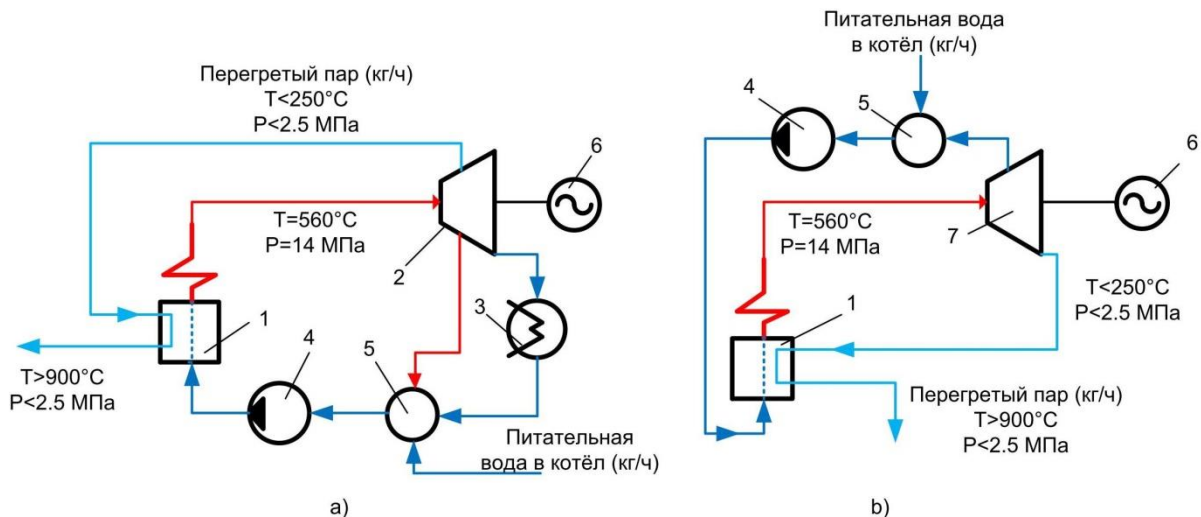 Перегретый пар (кг/ч)
T<250°C
P<2.5 МПа
6
T=560°C
P=14 МПа
2
3
1
T>900°C
P<2.5 МПа
4
5
Питательная
вода в котёл (кг/ч)
a)
Питательная вода
в котёл (кг/ч)
4
5
6
T=560°C
P=14 МПа
7
T<250°C
P<2.5 МПа
1
Перегретый пар (кг/ч)
T>900°C
P<2.5 МПа
b)